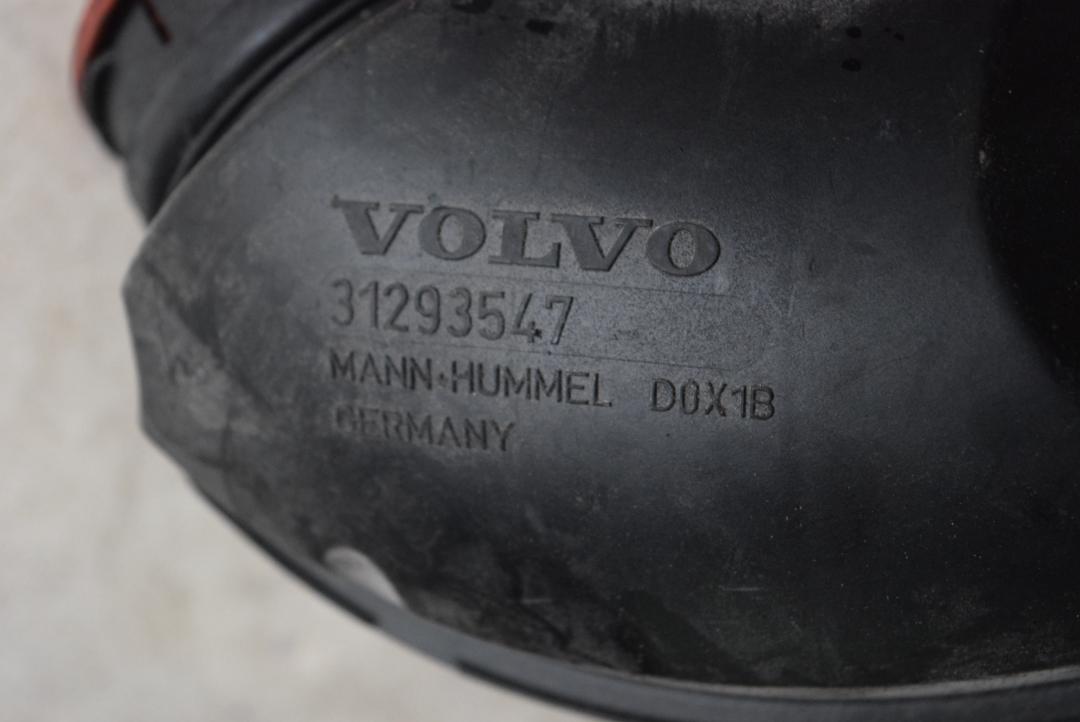 VOLVO
31293547
MANN+HUMMEL D0X1B
GERMANY